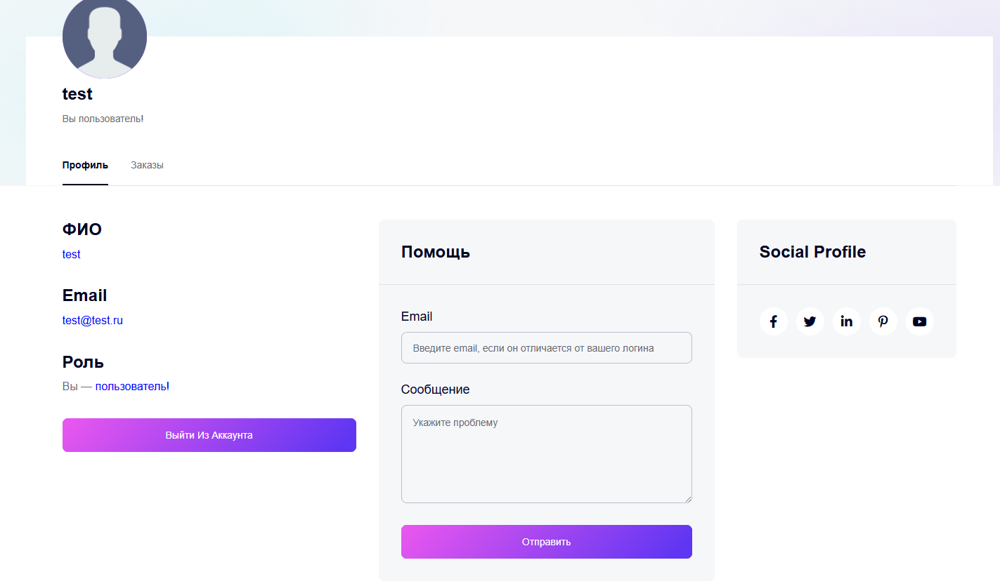 test
Вы пользователь!
Профиль
Заказы
ФИО
test
Email
test@test.ru
Роль
Вы — пользователь!
Выйти Из Аккаунта
Помощь
Email
Введите email, если он отличается от вашего логина
Сообщение
Укажите проблему
Отправить
Social Profile